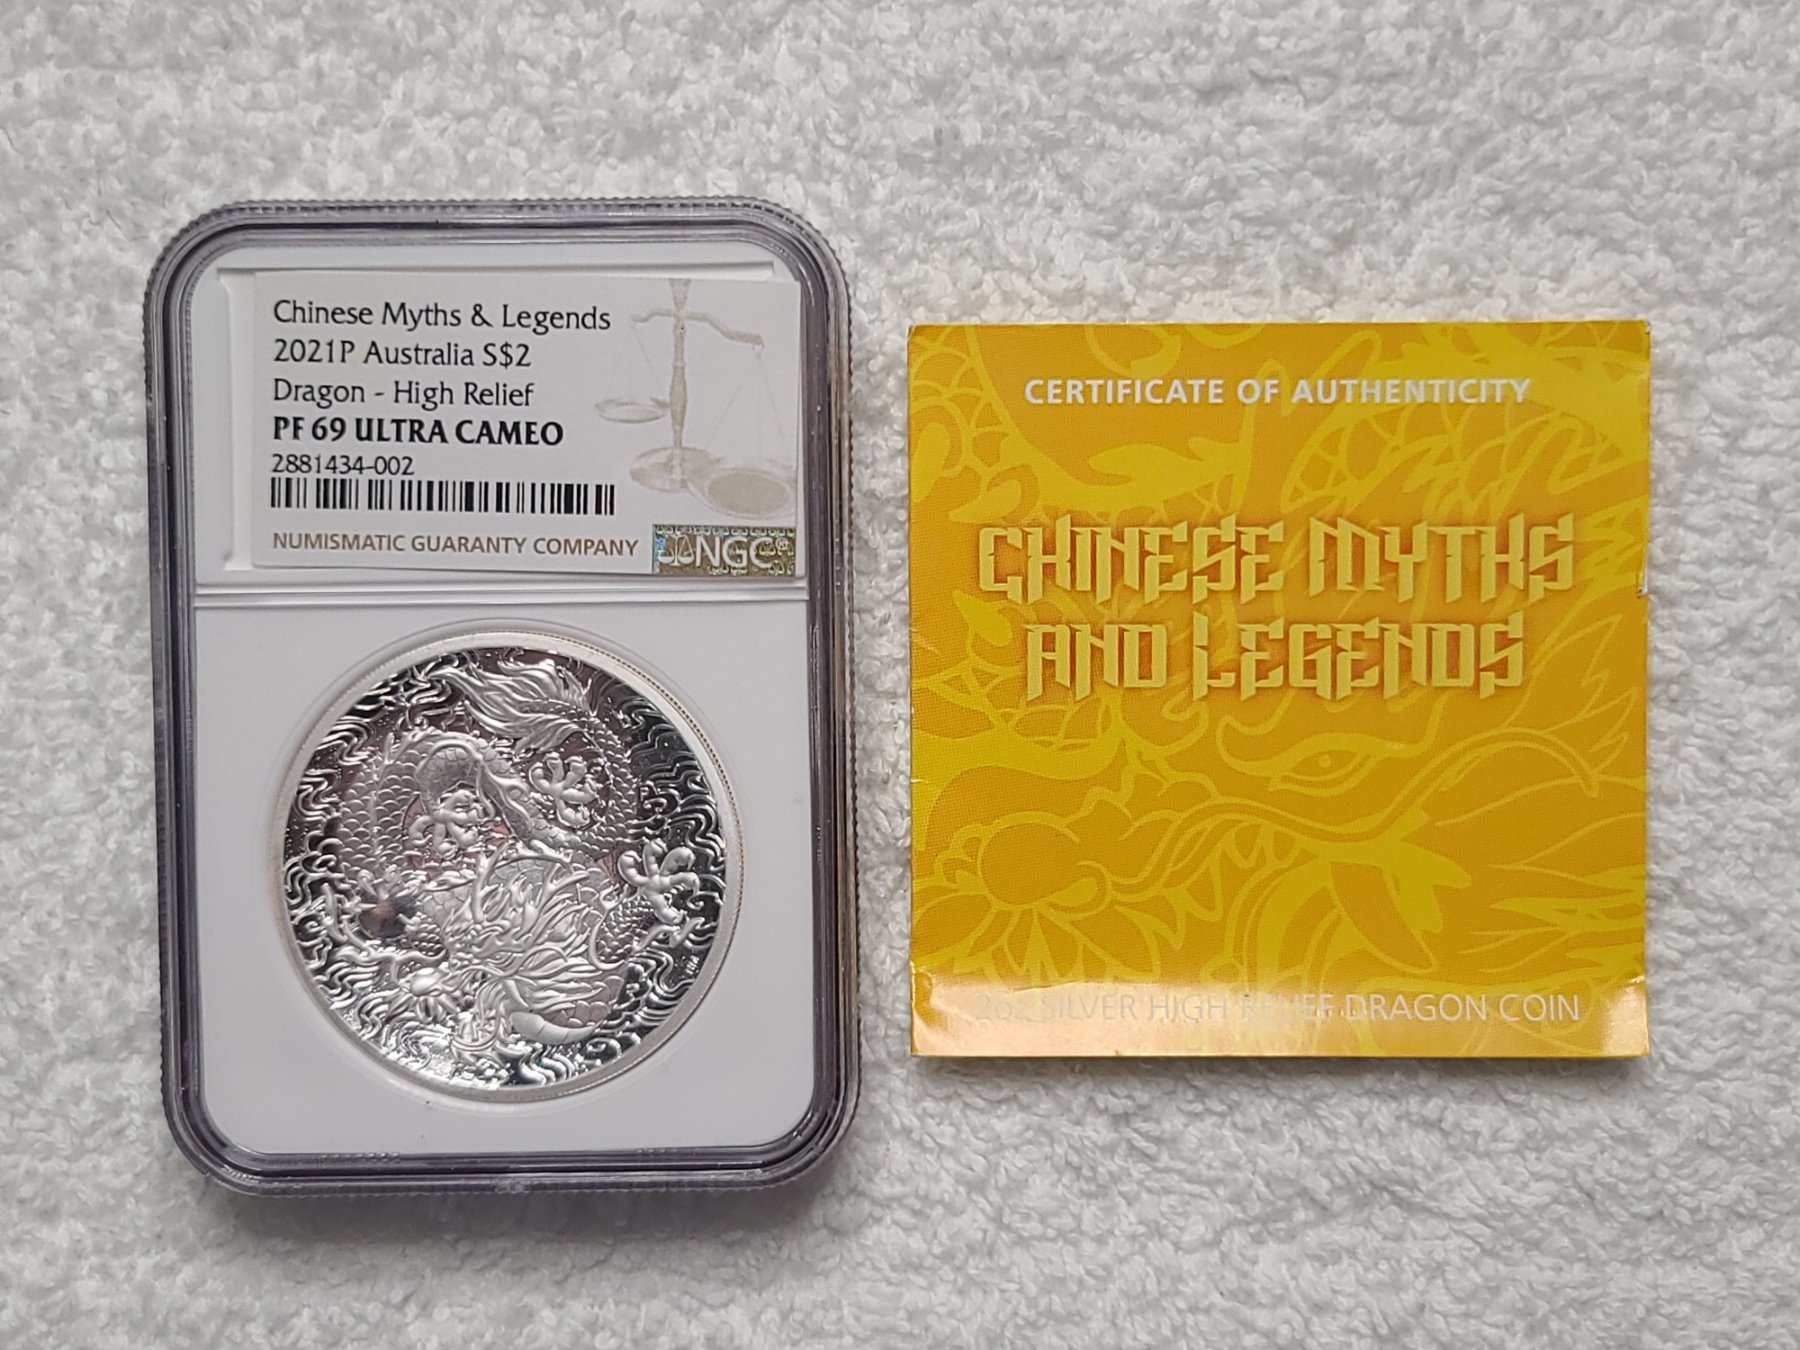 Chinese Myths & Legends
2021P Australia S$2
Dragon - High Relief
PF 69 ULTRA CAMEO
2881434-002
NUMISMATIC GUARANTY COMPANY
NGC®
CERTIFICATE OF AUTHENTICITY
CHINESE MYTHS
AND LEGENDS
2oz SILVER HIGH RELIEF DRAGON COIN